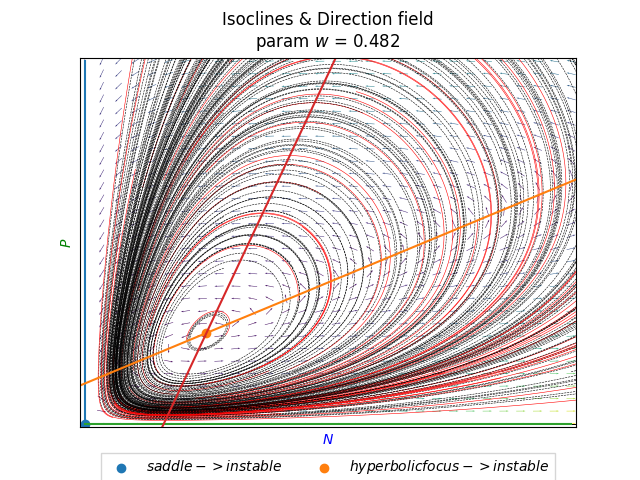 Isoclines & Direction field
param w = 0.482
P
N
saddle − > instable
hyperbolicfocus − > instable